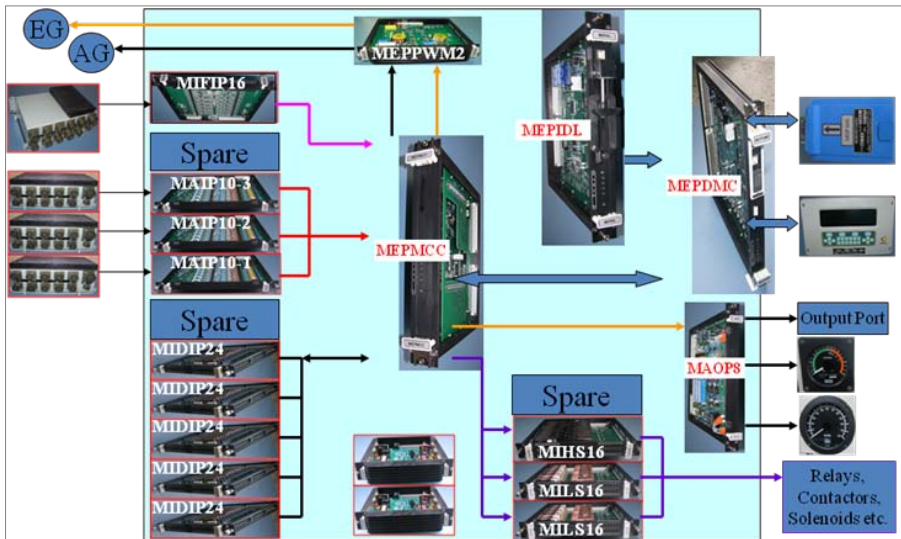 EG
AG
MEPPWM2
MIFIP16
Spare
MAIP10-3
MAIP10-2
MAIP10-1
MEPMCC
MEPIDL
MEPDMC
Spare
MIDIP24
MIDIP24
MIDIP24
MIDIP24
MIDIP24
Spare
MIHS16
MILS16
MILS16
MAOP8
Output Port
Relays,
Contactors,
Solenoids etc.